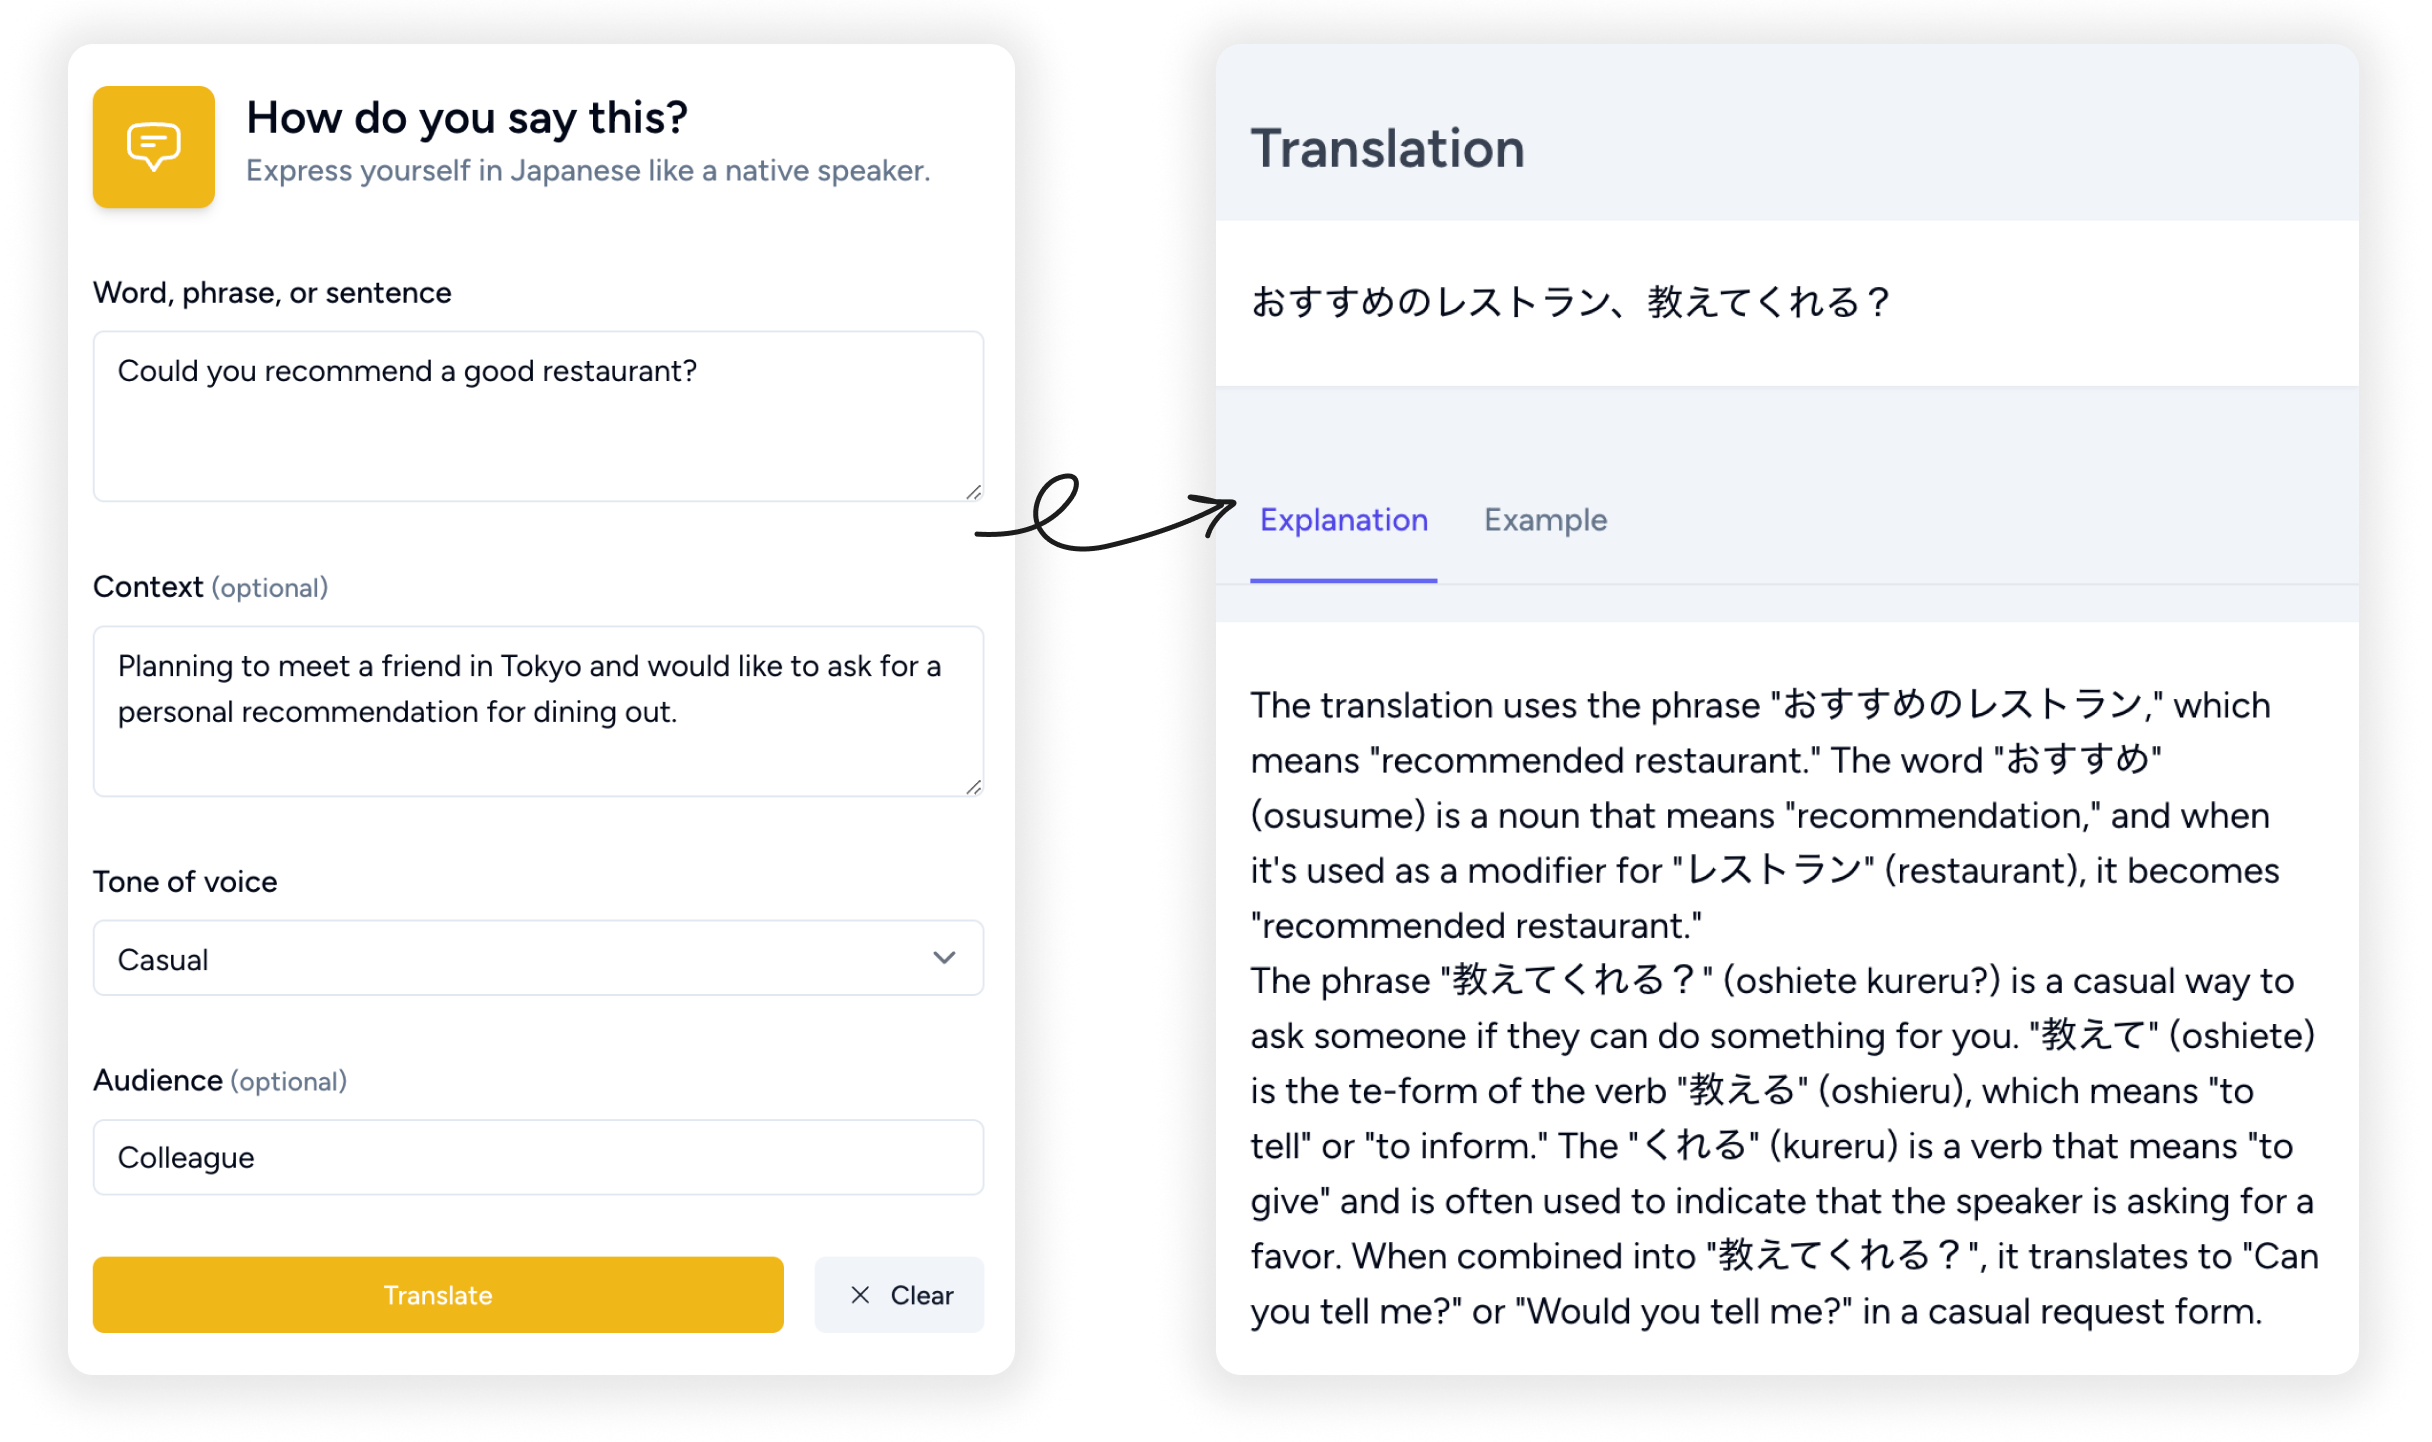 How do you say this?
Express yourself in Japanese like a native speaker.
Word, phrase, or sentence
Could you recommend a good restaurant?
Context (optional)
Planning to meet a friend in Tokyo and would like to ask for a
personal recommendation for dining out.
Tone of voice
Casual
Audience (optional)
Colleague
Translate
Clear
Translation
おすすめのレストラン、教えてくれる？
Explanation
Example
The translation uses the phrase "おすすめのレストラン," which
means "recommended restaurant." The word "おすすめ"
(osusume) is a noun that means "recommendation," and when
it's used as a modifier for "レストラン" (restaurant), it becomes
"recommended restaurant."
The phrase "教えてくれる？" (oshiete kureru?) is a casual way to
ask someone if they can do something for you. "教えて" (oshiete)
is the te-form of the verb "教える" (oshieru), which means "to
tell" or "to inform." The "くれる" (kureru) is a verb that means "to
give" and is often used to indicate that the speaker is asking for a
favor. When combined into "教えてくれる？", it translates to "Can
you tell me?" or "Would you tell me?" in a casual request form.